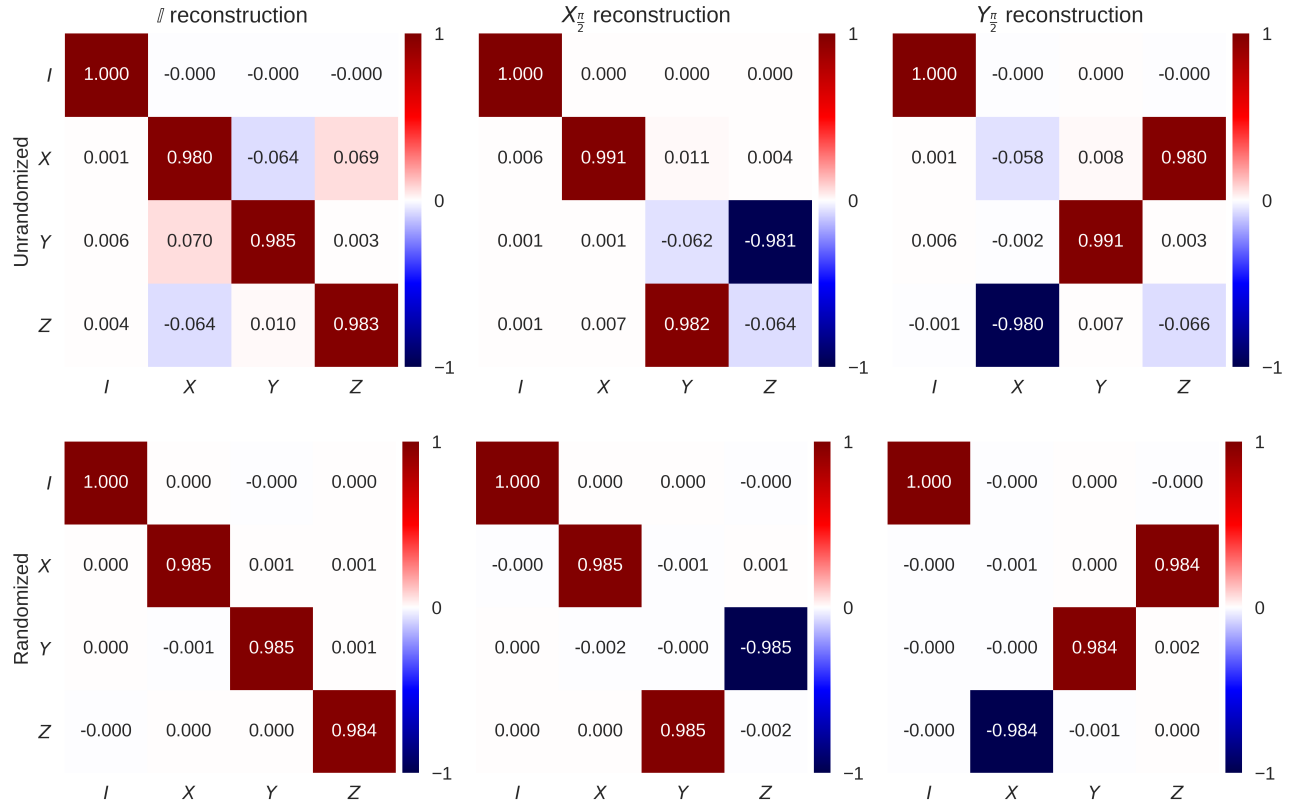 𝕀 reconstruction
X_{π/2} reconstruction
Y_{π/2} reconstruction
Unrandomized
I 1.000 -0.000 -0.000 -0.000
X 0.001 0.980 -0.064 0.069
Y 0.006 0.070 0.985 0.003
Z 0.004 -0.064 0.010 0.983
I X Y Z
1
0
−1
1.000 0.000 0.000 0.000
0.006 0.991 0.011 0.004
0.001 0.001 -0.062 -0.981
0.001 0.007 0.982 -0.064
I X Y Z
1
0
−1
1.000 -0.000 0.000 -0.000
0.001 -0.058 0.008 0.980
0.006 -0.002 0.991 0.003
-0.001 -0.980 0.007 -0.066
I X Y Z
1
0
−1
Randomized
I 1.000 0.000 -0.000 0.000
X 0.000 0.985 0.001 0.001
Y 0.000 -0.001 0.985 0.001
Z -0.000 0.000 0.000 0.984
I X Y Z
1
0
−1
1.000 0.000 0.000 -0.000
-0.000 0.985 -0.001 0.001
0.000 -0.002 -0.000 -0.985
0.000 0.000 0.985 -0.002
I X Y Z
1
0
−1
1.000 -0.000 0.000 -0.000
-0.000 -0.001 0.000 0.984
-0.000 -0.000 0.984 0.002
-0.000 -0.984 -0.001 0.000
I X Y Z
1
0
−1